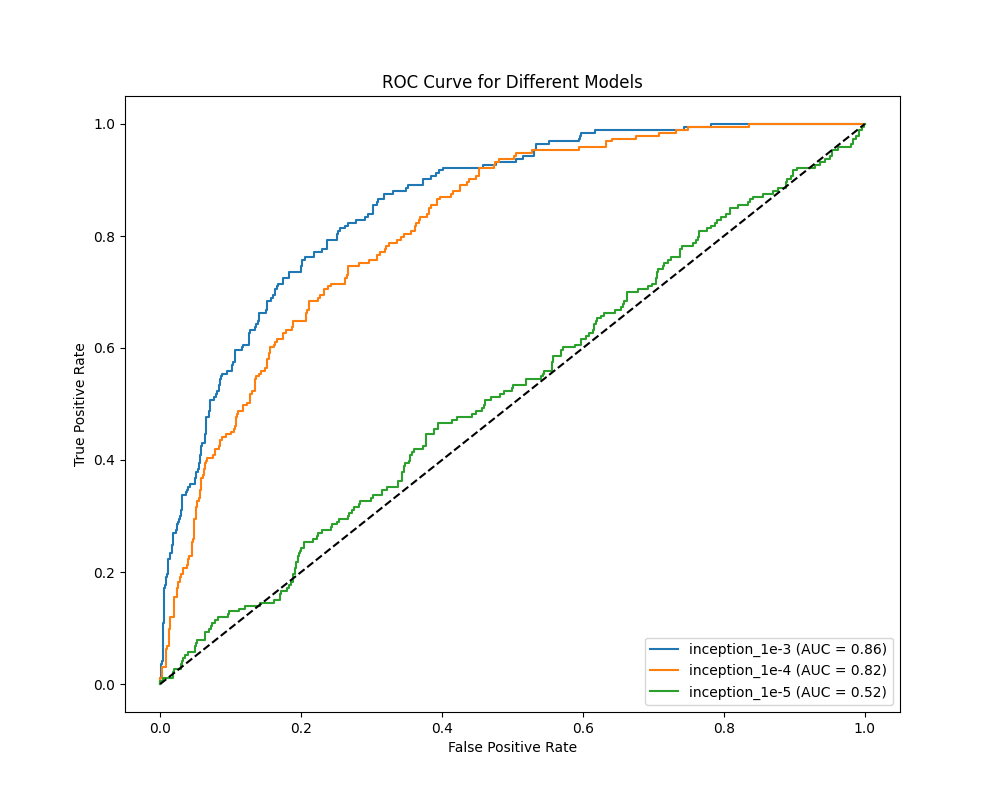 ROC Curve for Different Models
True Positive Rate
1.0
0.8
0.6
0.4
0.2
0.0
0.0 0.2 0.4 0.6 0.8 1.0
False Positive Rate
inception_1e-3 (AUC = 0.86)
inception_1e-4 (AUC = 0.82)
inception_1e-5 (AUC = 0.52)